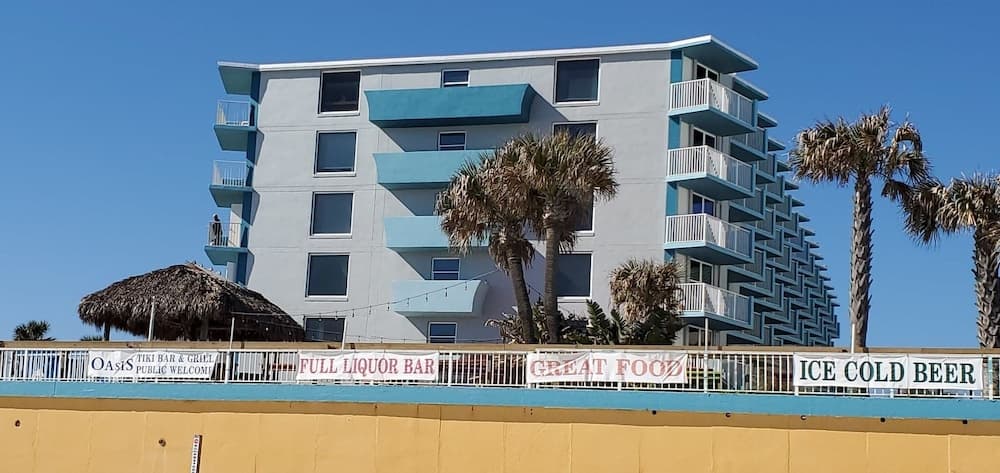 OASIS TIKI BAR & GRILL
PUBLIC WELCOME
FULL LIQUOR BAR
GREAT FOOD
ICE COLD BEER